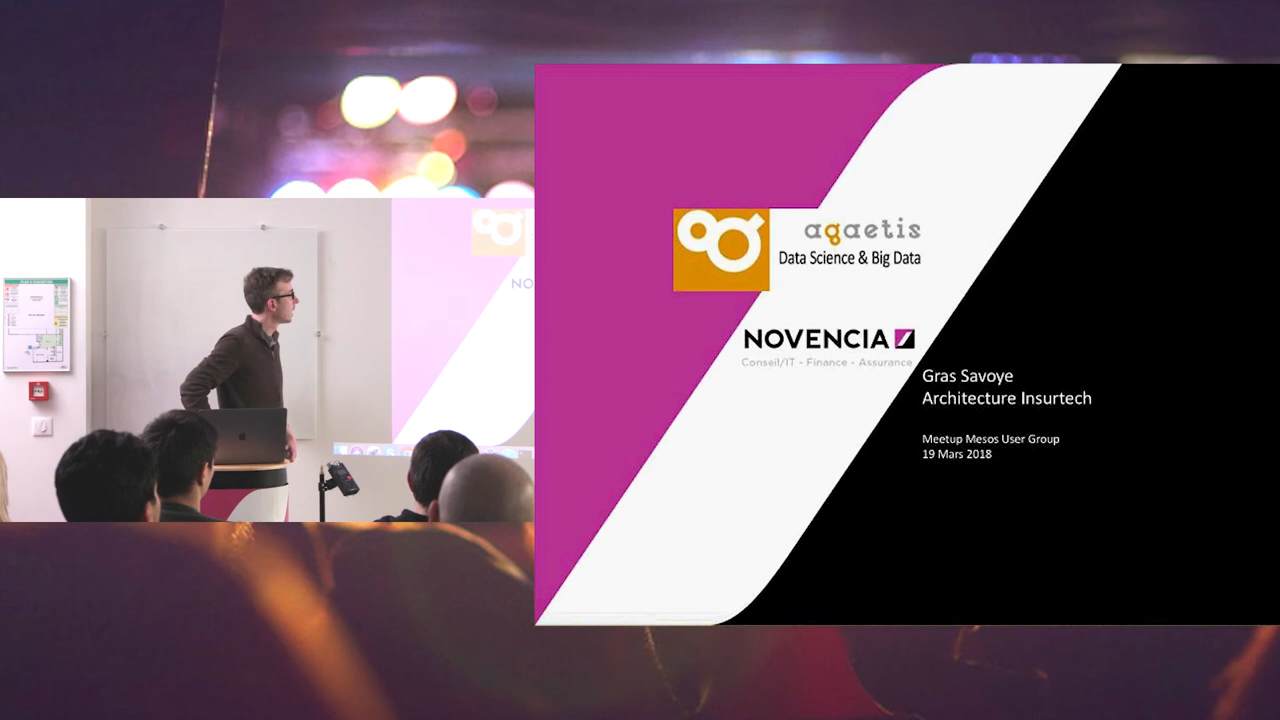 NO
agaetis
Data Science & Big Data
NOVENCIA
Conseil/IT - Finance - Assurance
Gras Savoye
Architecture Insurtech
Meetup Mesos User Group
19 Mars 2018